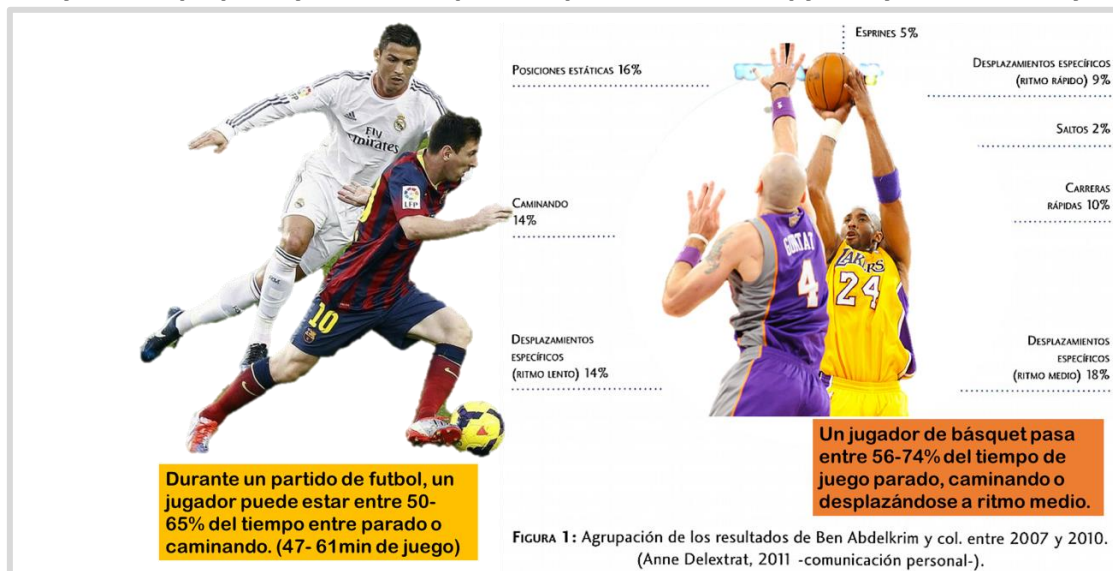 ESPRINES 5%
POSICIONES ESTÁTICAS 16%
DESPLAZAMIENTOS ESPECÍFICOS
(RITMO RÁPIDO) 9%
SALTOS 2%
CAMINANDO
14%
CARRERAS
RÁPIDAS 10%
DESPLAZAMIENTOS
ESPECÍFICOS
(RITMO LENTO) 14%
DESPLAZAMIENTOS
ESPECÍFICOS
(RITMO MEDIO) 18%
Fly
Emirates
LFP
10
GORTAT
4
LAKERS
24
Durante un partido de futbol, un
jugador puede estar entre 50-
65% del tiempo entre parado o
caminando. (47- 61min de juego)
Un jugador de básquet pasa
entre 56-74% del tiempo de
juego parado, caminando o
desplazándose a ritmo medio.
FIGURA 1: Agrupación de los resultados de Ben Abdelkrim y col. entre 2007 y 2010.
(Anne Delextrat, 2011 -comunicación personal-).